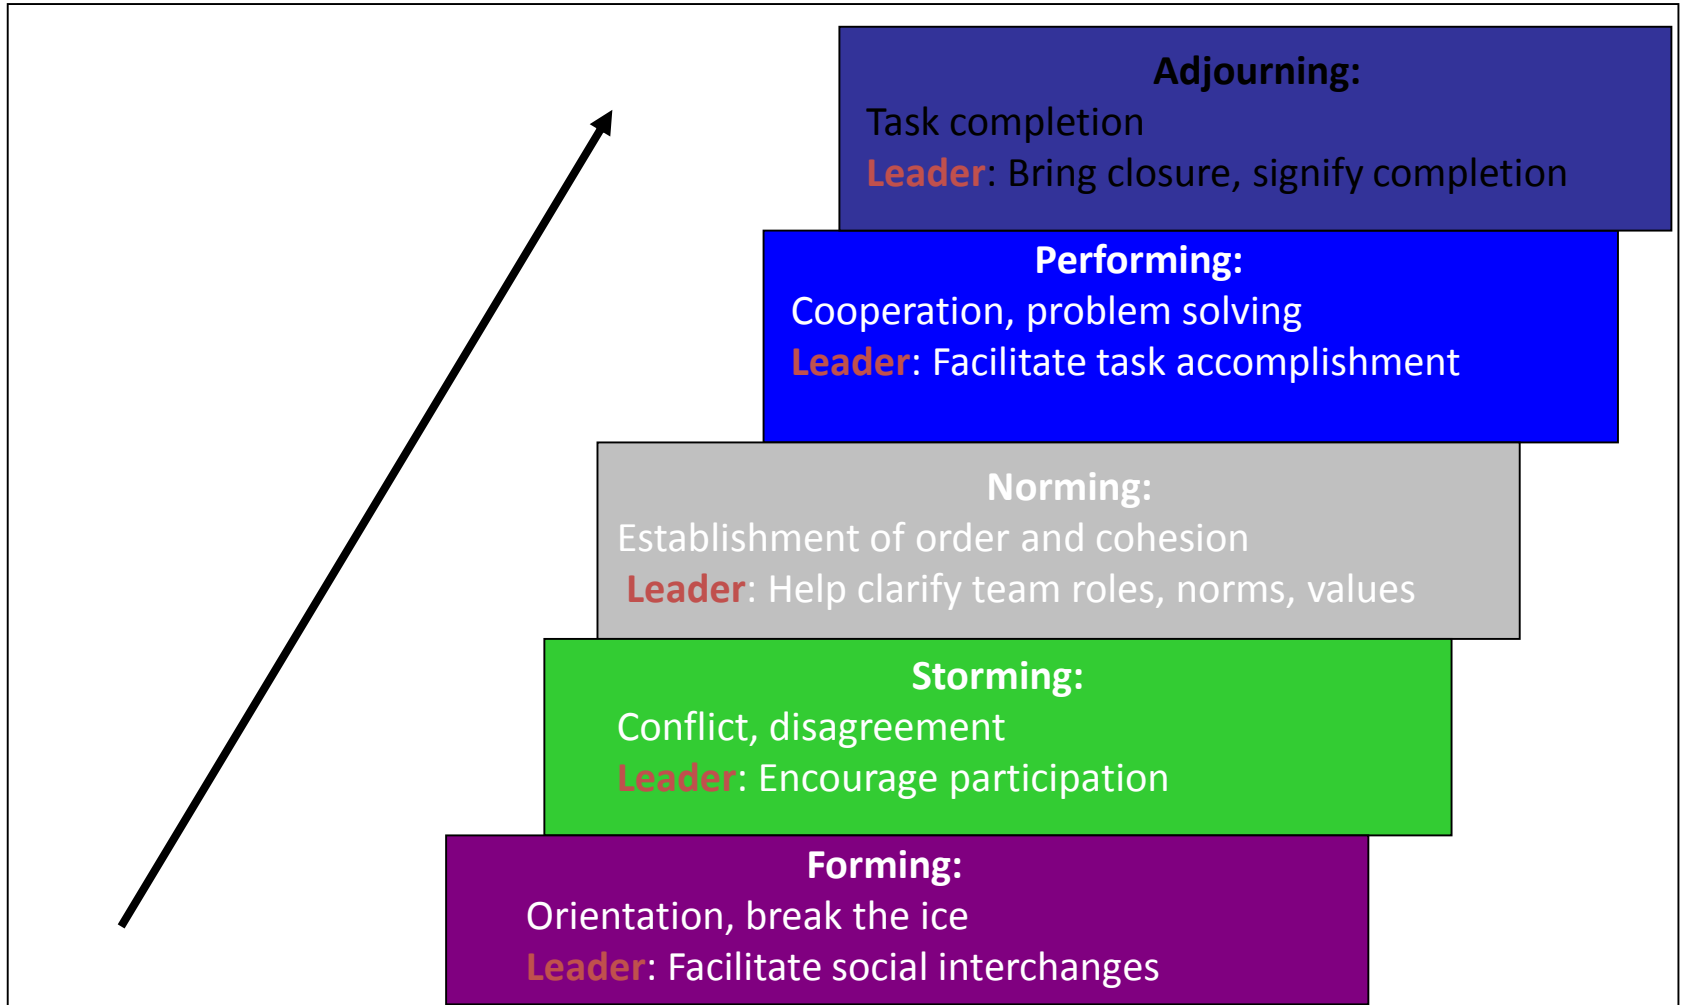 Adjourning:
Task completion
Leader: Bring closure, signify completion
Performing:
Cooperation, problem solving
Leader: Facilitate task accomplishment
Norming:
Establishment of order and cohesion
Leader: Help clarify team roles, norms, values
Storming:
Conflict, disagreement
Leader: Encourage participation
Forming:
Orientation, break the ice
Leader: Facilitate social interchanges